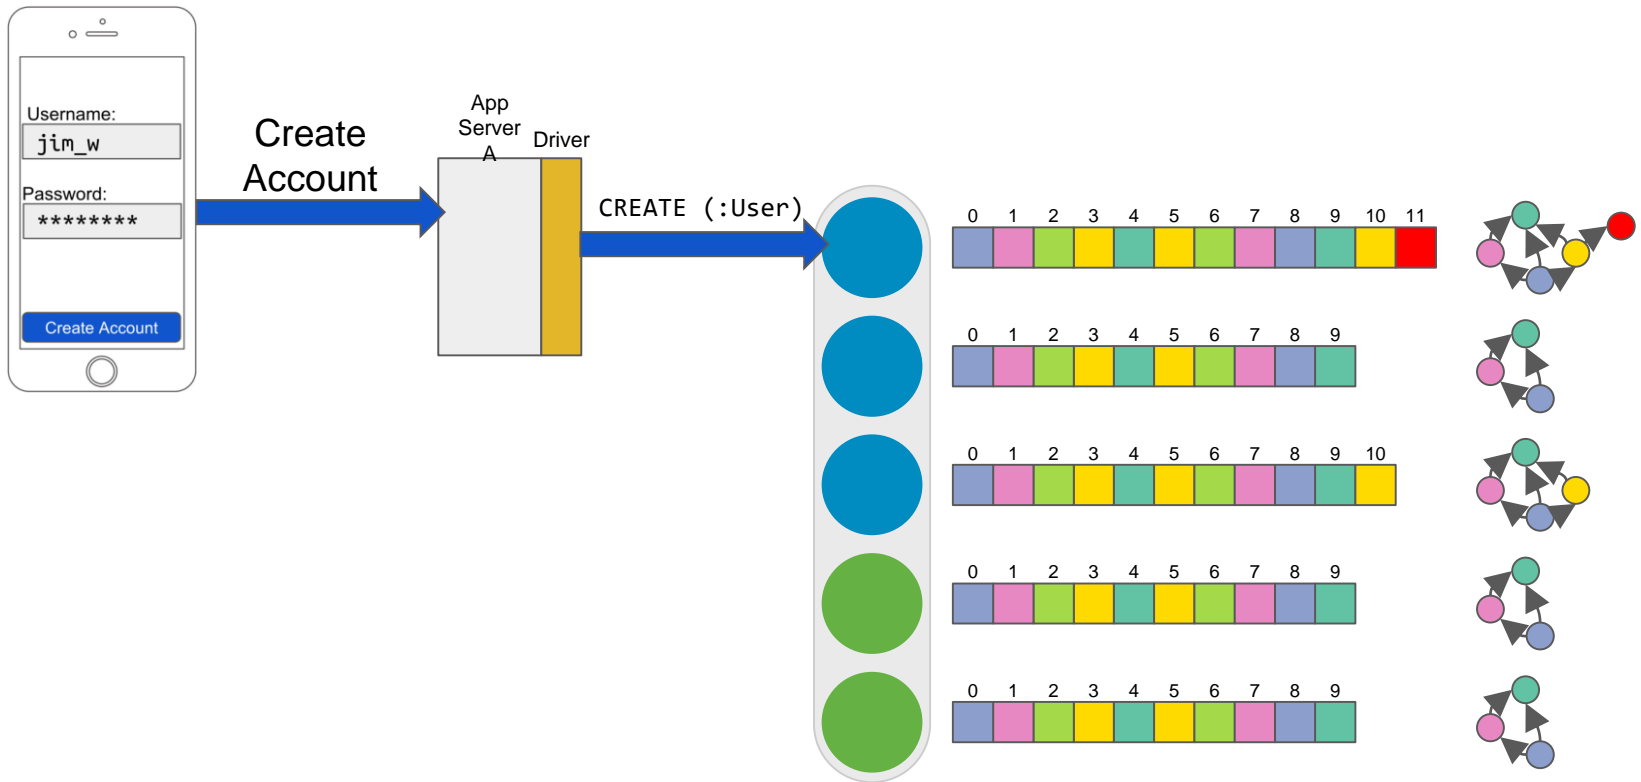 Username:
jim_w
Password:
********
Create Account
Create
Account
App
Server
A
Driver
CREATE (:User)
0 1 2 3 4 5 6 7 8 9 10 11
0 1 2 3 4 5 6 7 8 9
0 1 2 3 4 5 6 7 8 9 10
0 1 2 3 4 5 6 7 8 9
0 1 2 3 4 5 6 7 8 9